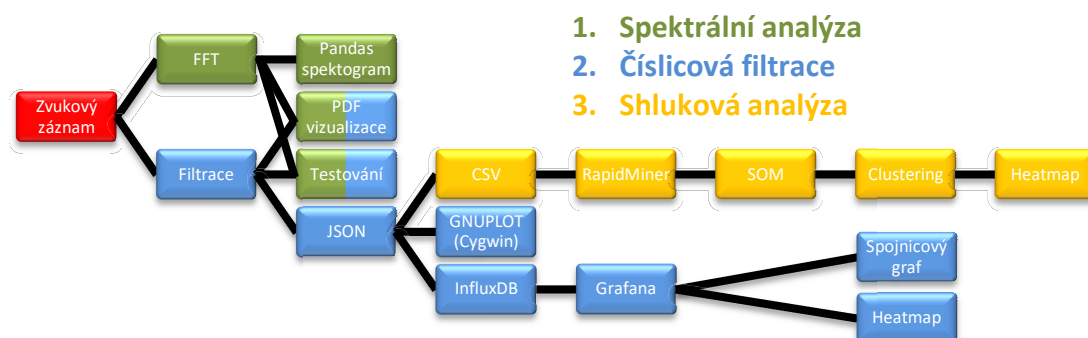 1. Spektrální analýza
2. Číslicová filtrace
3. Shluková analýza
Zvukový
záznam
FFT
Filtrace
Pandas
spektogram
PDF
vizualizace
Testování
JSON
CSV
GNUPLOT
(Cygwin)
InfluxDB
RapidMiner
SOM
Clustering
Heatmap
Grafana
Spojnicový
graf
Heatmap